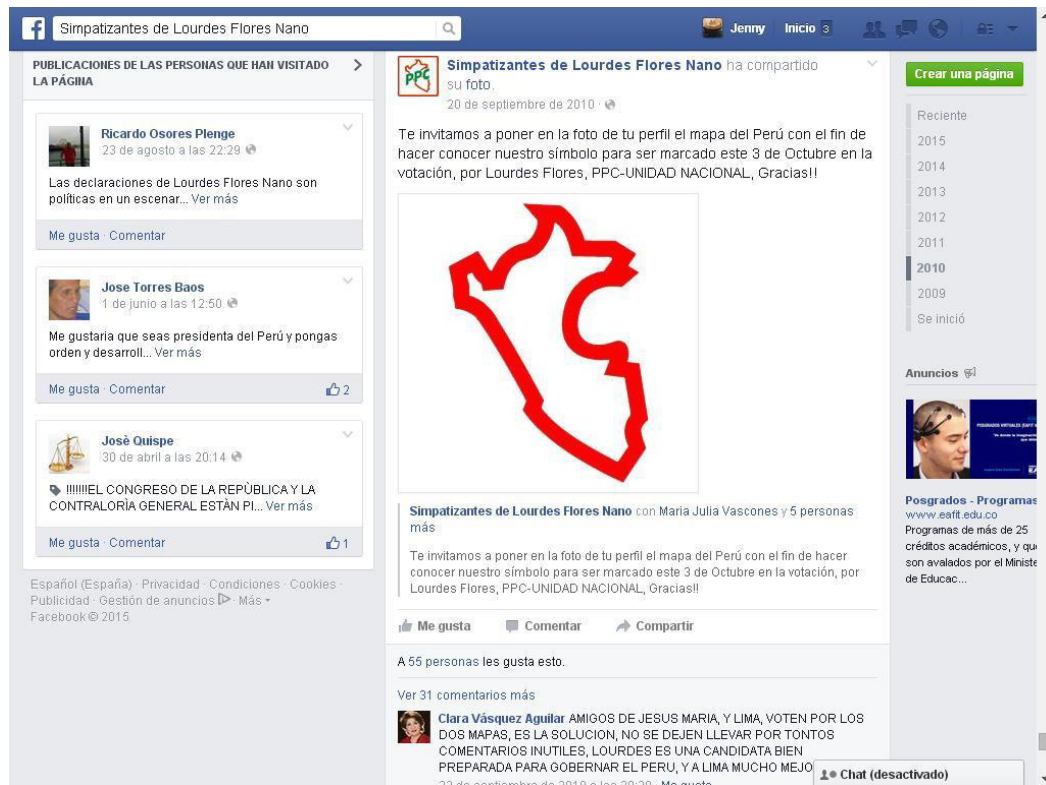 Simpatizantes de Lourdes Flores Nano
Jenny Inicio 3
PUBLICACIONES DE LAS PERSONAS QUE HAN VISITADO
LA PÁGINA
Ricardo Osores Plenge
23 de agosto a las 22:29
Las declaraciones de Lourdes Flores Nano son
políticas en un escenar... Ver más
Me gusta · Comentar
Jose Torres Baos
1 de junio a las 12:50
Me gustaria que seas presidenta del Perú y pongas
orden y desarroll... Ver más
Me gusta · Comentar 2
Josè Quispe
30 de abril a las 20:14
!!!!!!!EL CONGRESO DE LA REPÙBLICA Y LA
CONTRALORÌA GENERAL ESTÀN PI... Ver más
Me gusta · Comentar 1
Español (España) · Privacidad · Condiciones · Cookies ·
Publicidad · Gestión de anuncios · Más
Facebook © 2015
PPC
Simpatizantes de Lourdes Flores Nano ha compartido
su foto.
20 de septiembre de 2010 ·
Te invitamos a poner en la foto de tu perfil el mapa del Perú con el fin de
hacer conocer nuestro símbolo para ser marcado este 3 de Octubre en la
votación, por Lourdes Flores, PPC-UNIDAD NACIONAL, Gracias!!
Simpatizantes de Lourdes Flores Nano con Maria Julia Vascones y 5 personas
más
Te invitamos a poner en la foto de tu perfil el mapa del Perú con el fin de hacer
conocer nuestro símbolo para ser marcado este 3 de Octubre en la votación, por
Lourdes Flores, PPC-UNIDAD NACIONAL, Gracias!!
Me gusta Comentar Compartir
A 55 personas les gusta esto.
Ver 31 comentarios más
Clara Vásquez Aguilar AMIGOS DE JESUS MARIA, Y LIMA, VOTEN POR LOS
DOS MAPAS, ES LA SOLUCION, NO SE DEJEN LLEVAR POR TONTOS
COMENTARIOS INUTILES, LOURDES ES UNA CANDIDATA BIEN
PREPARADA PARA GOBERNAR EL PERU, Y A LIMA MUCHO MEJO
Crear una página
Reciente
2015
2014
2013
2012
2011
2010
2009
Se inició
Anuncios
POSGRADOS VIRTUALES
Posgrados - Programas
www.eafit.edu.co
Programas de más de 25
créditos académicos, y qu
son avalados por el Ministe
de Educac...
Chat (desactivado)